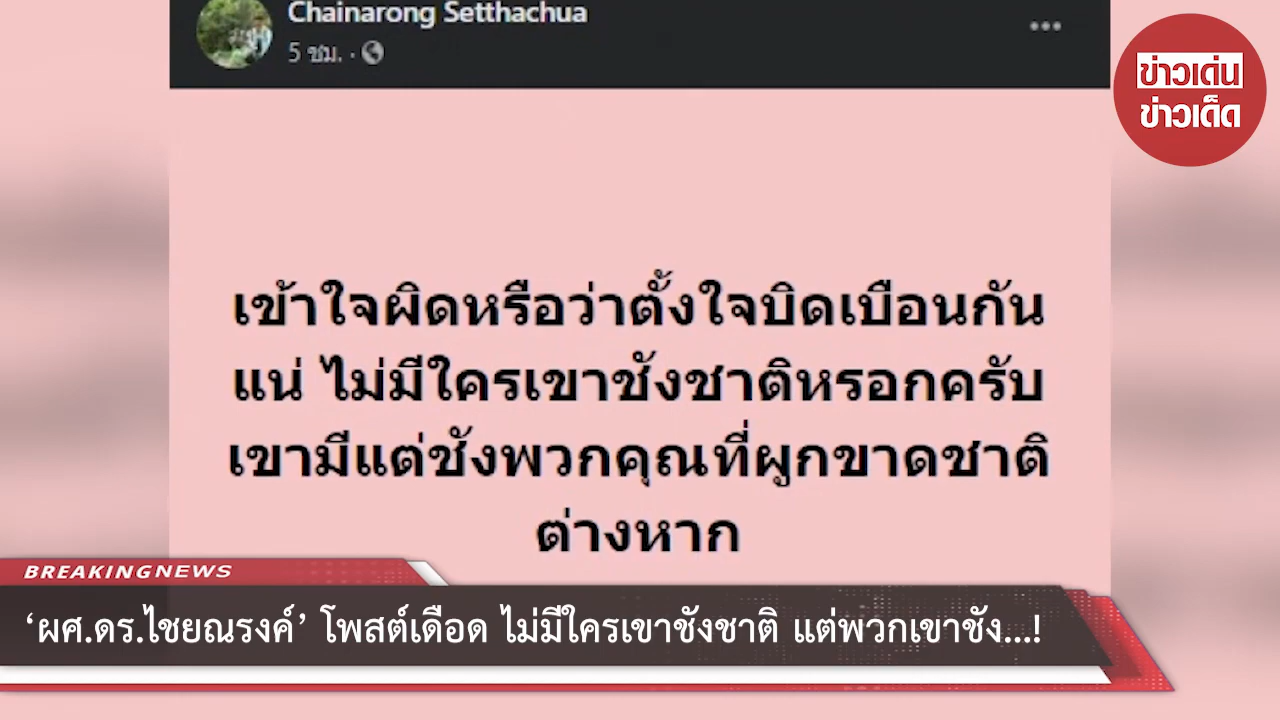 Chainarong Setthachua
5 ชม.
ข่าวเด่น
ข่าวเด็ด
เข้าใจผิดหรือว่าตั้งใจบิดเบือนกัน
แน่ ไม่มีใครเขาชังชาติหรอกครับ
เขามีแต่ชังพวกคุณที่ผูกขาดชาติ
ต่างหาก
BREAKINGNEWS
‘ผศ.ดร.ไชยณรงค์’ โพสต์เดือด ไม่มีใครเขาชังชาติ แต่พวกเขาชัง...!